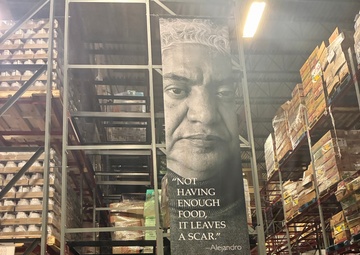 “NOT
HAVING
ENOUGH
FOOD,
IT LEAVES
A SCAR.”
—Alejandro